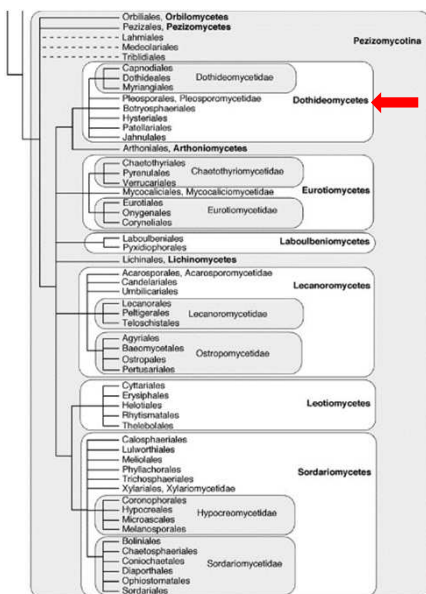 Orbiliales, Orbilomycetes
Pezizales, Pezizomycetes
Pezizomycotina
Lahmiales
Medeolariales
Triblidiales
Capnodiales
Dothideales
Dothideomycetidae
Myriangiales
Pleosporales, Pleosporomycetidae
Dothideomycetes
Botryosphaeriales
Hysteriales
Patellariales
Jahnulales
Arthoniales, Arthoniomycetes
Chaetothyriales
Pyrenulales
Chaetothyriomycetidae
Verrucariales
Mycocaliciales, Mycocaliciomycetidae
Eurotiomycetes
Eurotiales
Onygenales
Eurotiomycetidae
Coryneliales
Laboulbeniales
Laboulbeniomycetes
Pyxidiophorales
Lichinales, Lichinomycetes
Acarosporales, Acarosporomycetidae
Candelariales
Lecanoromycetes
Umbilicariales
Lecanorales
Peltigerales
Lecanoromycetidae
Teloschistales
Agyriales
Baeomycetales
Ostropomycetidae
Ostropales
Pertusariales
Cyttariales
Erysiphales
Helotiales
Leotiomycetes
Rhytismatales
Thelebolales
Calosphaeriales
Lulworthiales
Meliolales
Sordariomycetes
Phyllachorales
Trichosphaeriales
Xylariales, Xylariomycetidae
Coronophorales
Hypocreales
Hypocreomycetidae
Microascales
Melanosporales
Boliniales
Chaetosphaeriales
Coniochaetales
Sordariomycetidae
Diaporthales
Ophiostomatales
Sordariales